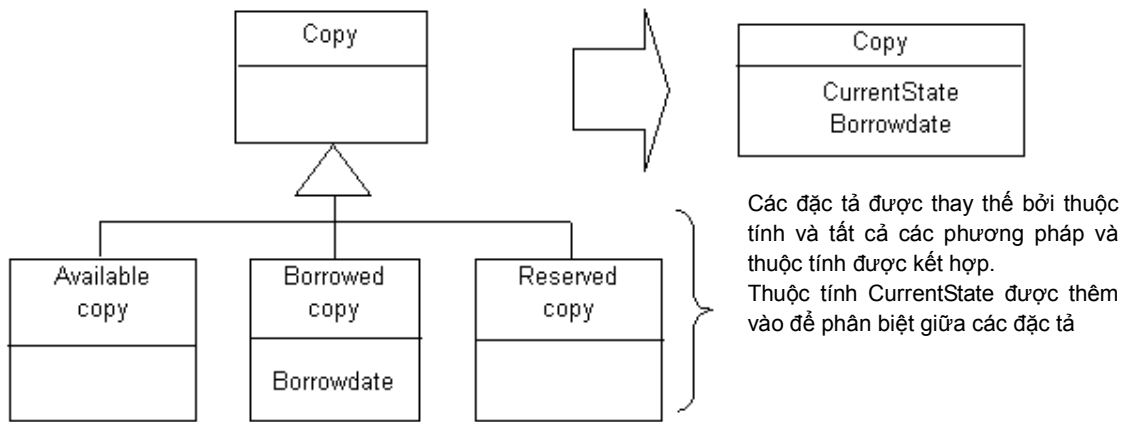 Copy
Copy
CurrentState
Borrowdate
Các đặc tả được thay thế bởi thuộc
tính và tất cả các phương pháp và
thuộc tính được kết hợp.
Thuộc tính CurrentState được thêm
vào để phân biệt giữa các đặc tả
Available
copy
Borrowed
copy
Borrowdate
Reserved
copy